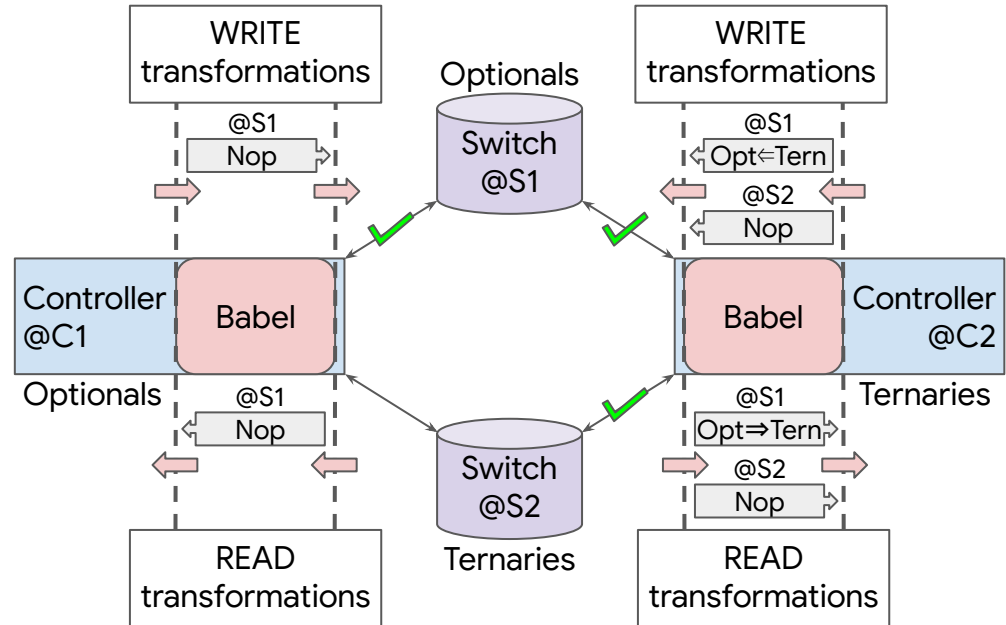 WRITE
transformations
@S1
Nop
Optionals
Switch
@S1
WRITE
transformations
@S1
Opt⇐Tern
@S2
Nop
Controller
@C1
Babel
Optionals
Babel
Controller
@C2
Ternaries
@S1
Nop
READ
transformations
Switch
@S2
Ternaries
@S1
Opt⇒Tern
@S2
Nop
READ
transformations